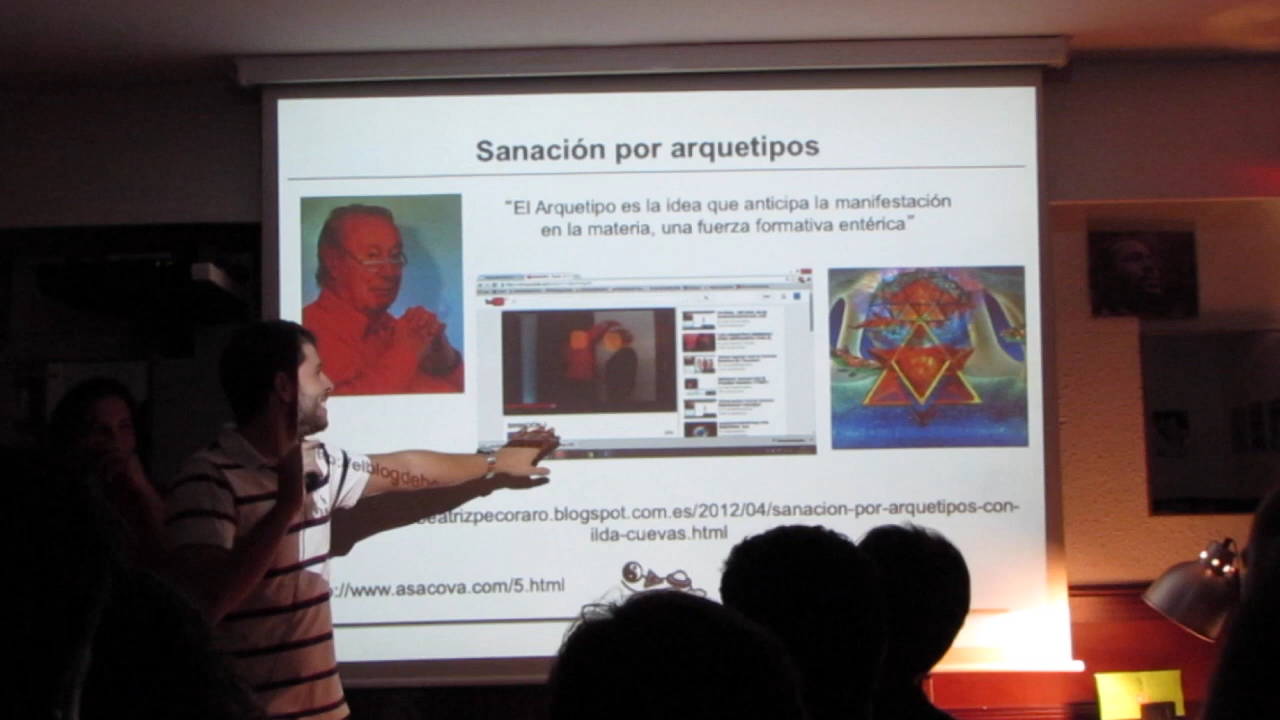 Sanación por arquetipos
"El Arquetipo es la idea que anticipa la manifestación
en la materia, una fuerza formativa entérica"
elblogdeb
beatrizpecoraro.blogspot.com.es/2012/04/sanacion-por-arquetipos-con-
ilda-cuevas.html
://www.asacova.com/5.html